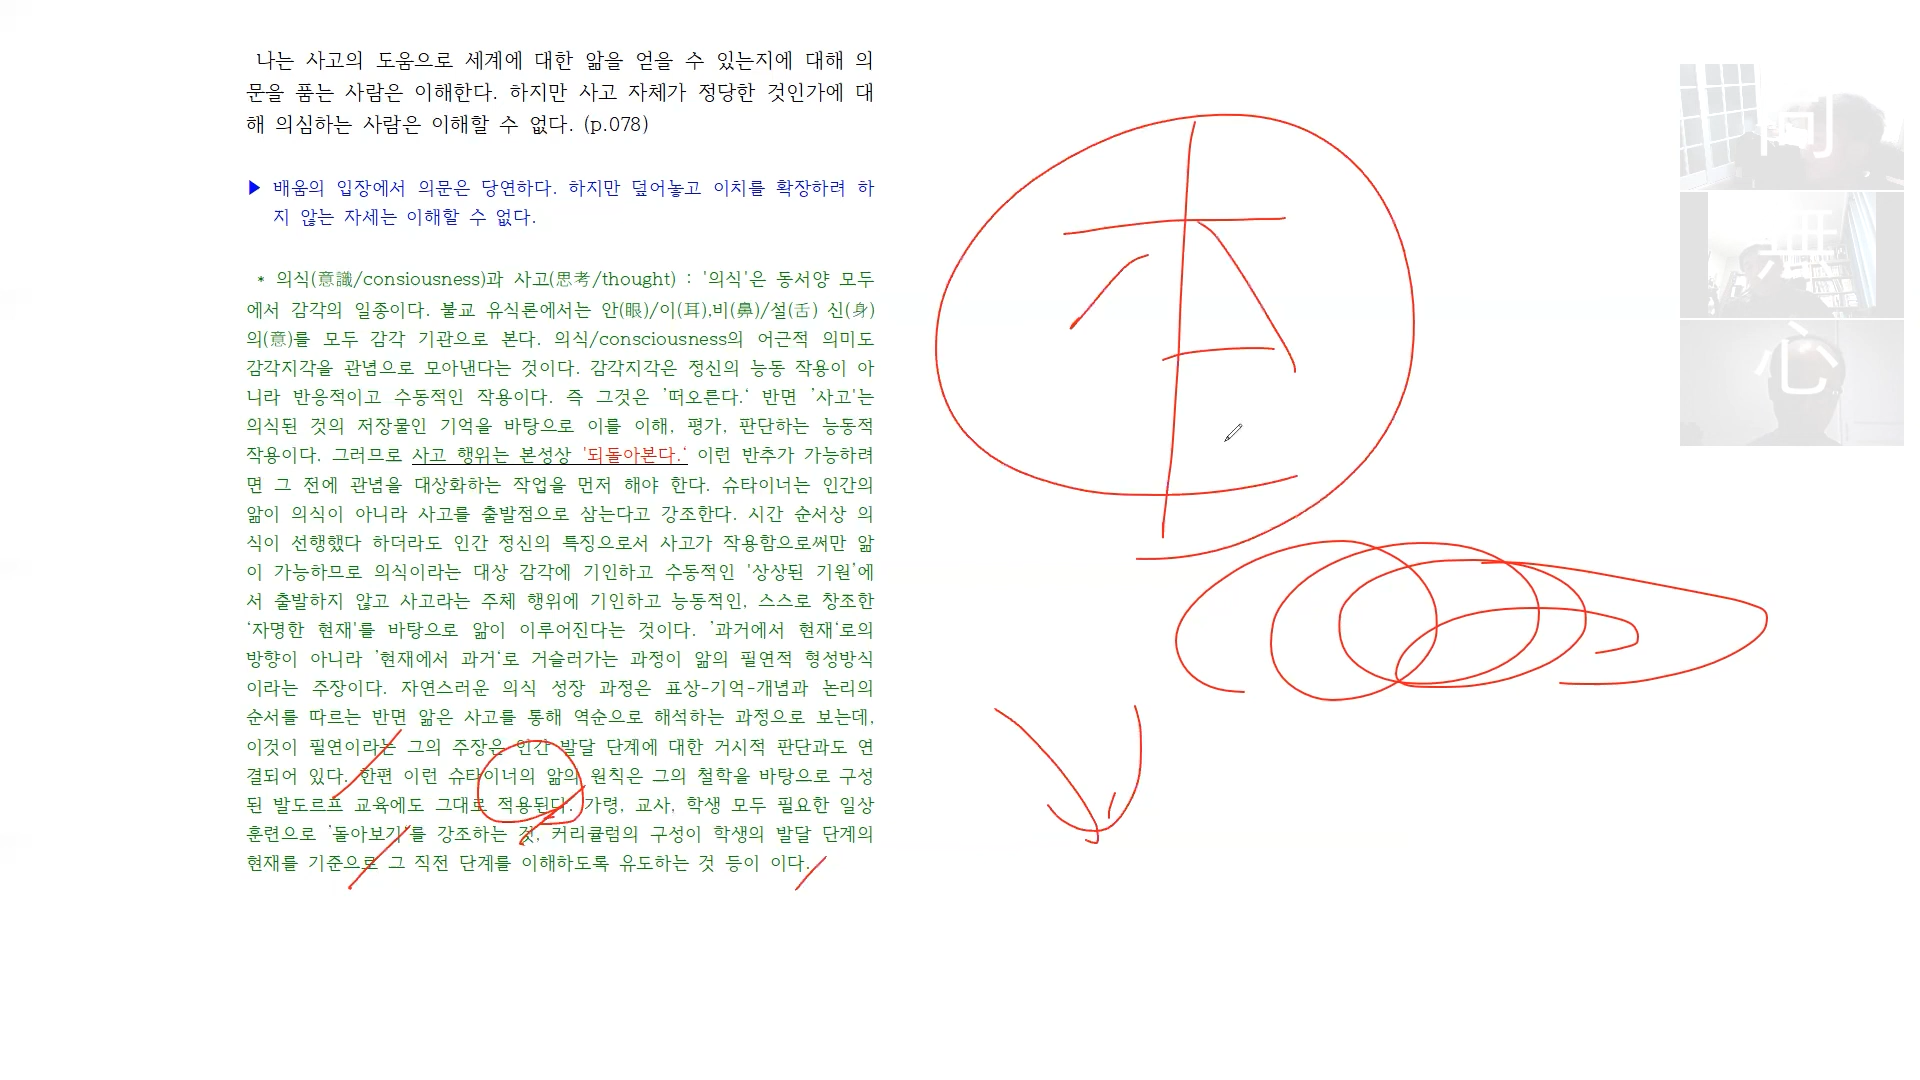 나는 사고의 도움으로 세계에 대한 앎을 얻을 수 있는지에 대해 의
문을 품는 사람은 이해한다. 하지만 사고 자체가 정당한 것인가에 대
해 의심하는 사람은 이해할 수 없다. (p.078)
▶ 배움의 입장에서 의문은 당연하다. 하지만 덮어놓고 이치를 확장하려 하
지 않는 자세는 이해할 수 없다.
* 의식(意識/consiousness)과 사고(思考/thought) : '의식'은 동서양 모두
에서 감각의 일종이다. 불교 유식론에서는 안(眼)/이(耳),비(鼻)/설(舌) 신(身)
의(意)를 모두 감각 기관으로 본다. 의식/consciousness의 어근적 의미도
감각지각을 관념으로 모아낸다는 것이다. 감각지각은 정신의 능동 작용이 아
니라 반응적이고 수동적인 작용이다. 즉 그것은 '떠오른다.' 반면 '사고'는
의식된 것의 저장물인 기억을 바탕으로 이를 이해, 평가, 판단하는 능동적
작용이다. 그러므로 사고 행위는 본성상 '되돌아본다.' 이런 반추가 가능하려
면 그 전에 관념을 대상화하는 작업을 먼저 해야 한다. 슈타이너는 인간의
앎이 의식이 아니라 사고를 출발점으로 삼는다고 강조한다. 시간 순서상 의
식이 선행했다 하더라도 인간 정신의 특징으로서 사고가 작용함으로써만 앎
이 가능하므로 의식이라는 대상 감각에 기인하고 수동적인 '상상된 기원'에
서 출발하지 않고 사고라는 주체 행위에 기인하고 능동적인, 스스로 창조한
'자명한 현재'를 바탕으로 앎이 이루어진다는 것이다. '과거에서 현재'로의
방향이 아니라 '현재에서 과거'로 거슬러가는 과정이 앎의 필연적 형성방식
이라는 주장이다. 자연스러운 의식 성장 과정은 표상-기억-개념과 논리의
순서를 따르는 반면 앎은 사고를 통해 역순으로 해석하는 과정으로 보는데,
이것이 필연이라는 그의 주장은 인간 발달 단계에 대한 거시적 판단과도 연
결되어 있다. 한편 이런 슈타이너의 앎의 원칙은 그의 철학을 바탕으로 구성
된 발도르프 교육에도 그대로 적용된다. 가령, 교사, 학생 모두 필요한 일상
훈련으로 '돌아보기'를 강조하는 것, 커리큘럼의 구성이 학생의 발달 단계의
현재를 기준으로 그 직전 단계를 이해하도록 유도하는 것 등이 이다.
本
問
無
心